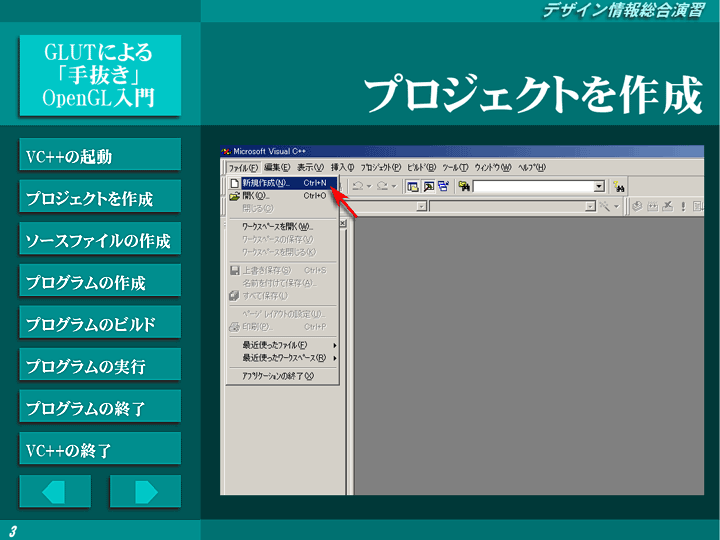 デザイン情報総合演習
GLUTによる
「手抜き」
OpenGL入門
プロジェクトを作成
VC++の起動
プロジェクトを作成
ソースファイルの作成
プログラムの作成
プログラムのビルド
プログラムの実行
プログラムの終了
VC++の終了
Microsoft Visual C++
ファイル(F) 編集(E) 表示(V) 挿入(I) プロジェクト(P) ビルド(B) ツール(T) ウィンドウ(W) ヘルプ(H)
新規作成(N)... Ctrl+N
開く(O)... Ctrl+O
閉じる(C)
ワークスペースを開く(W)...
ワークスペースの保存(V)
ワークスペースを閉じる(K)
上書き保存(S) Ctrl+S
名前を付けて保存(A)...
すべて保存(L)
ページ レイアウトの設定(U)...
印刷(P)... Ctrl+P
最近使ったファイル(F)
最近使ったワークスペース(R)
アプリケーションの終了(X)
3